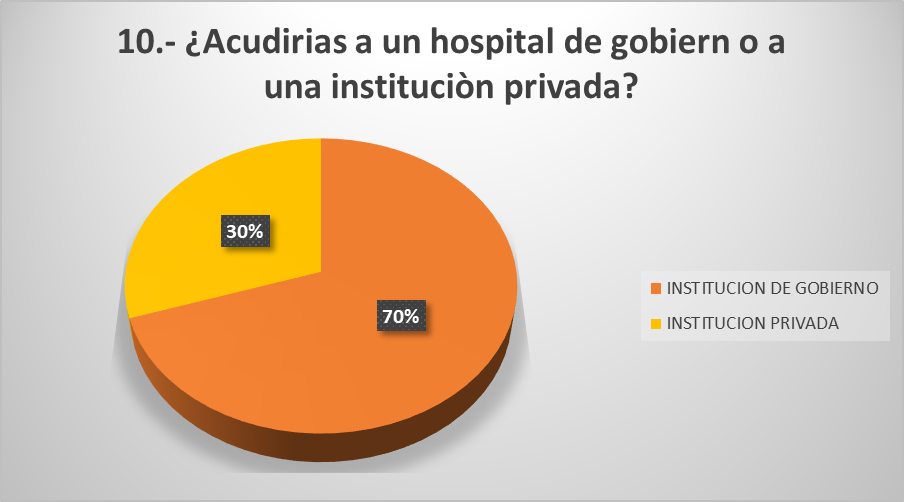 10.- ¿Acudirias a un hospital de gobiern o a
una instituciòn privada?
30%
70%
INSTITUCION DE GOBIERNO
INSTITUCION PRIVADA